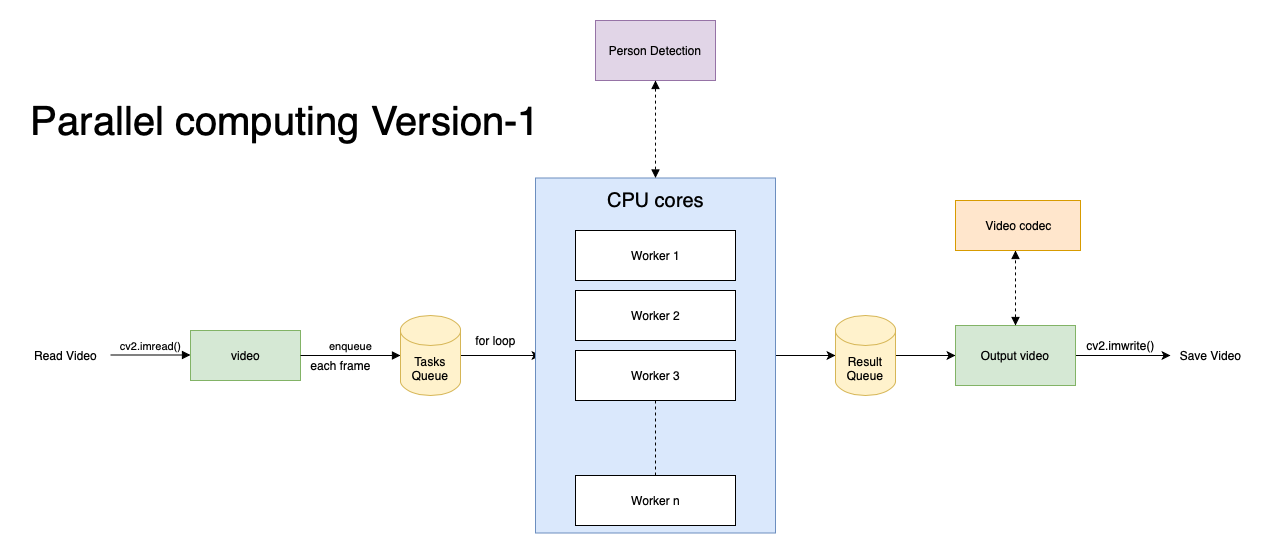 Person Detection
Parallel computing Version-1
CPU cores
Worker 1
Worker 2
Worker 3
Worker n
Read Video
cv2.imread()
video
enqueue
each frame
Tasks
Queue
for loop
Result
Queue
Video codec
Output video
cv2.imwrite()
Save Video